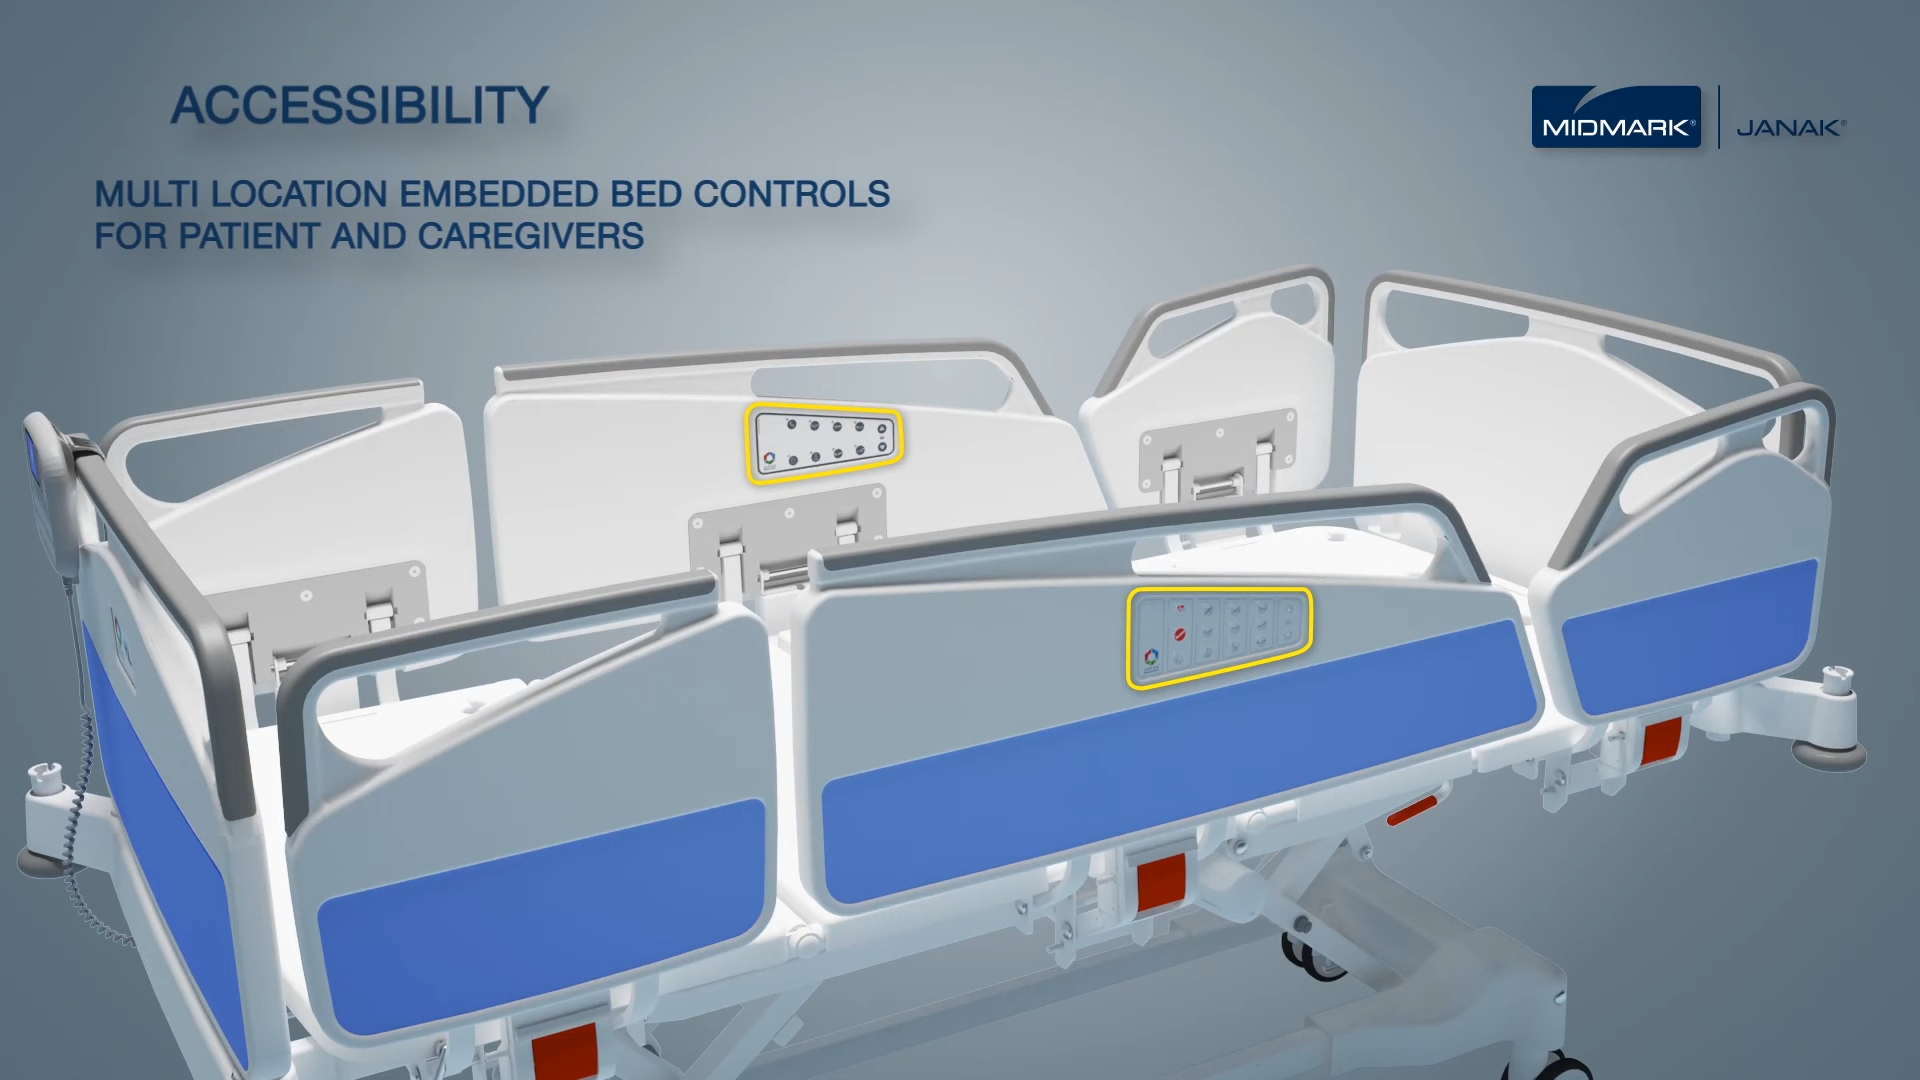 ACCESSIBILITY
MIDMARK® JANAK®
MULTI LOCATION EMBEDDED BED CONTROLS
FOR PATIENT AND CAREGIVERS